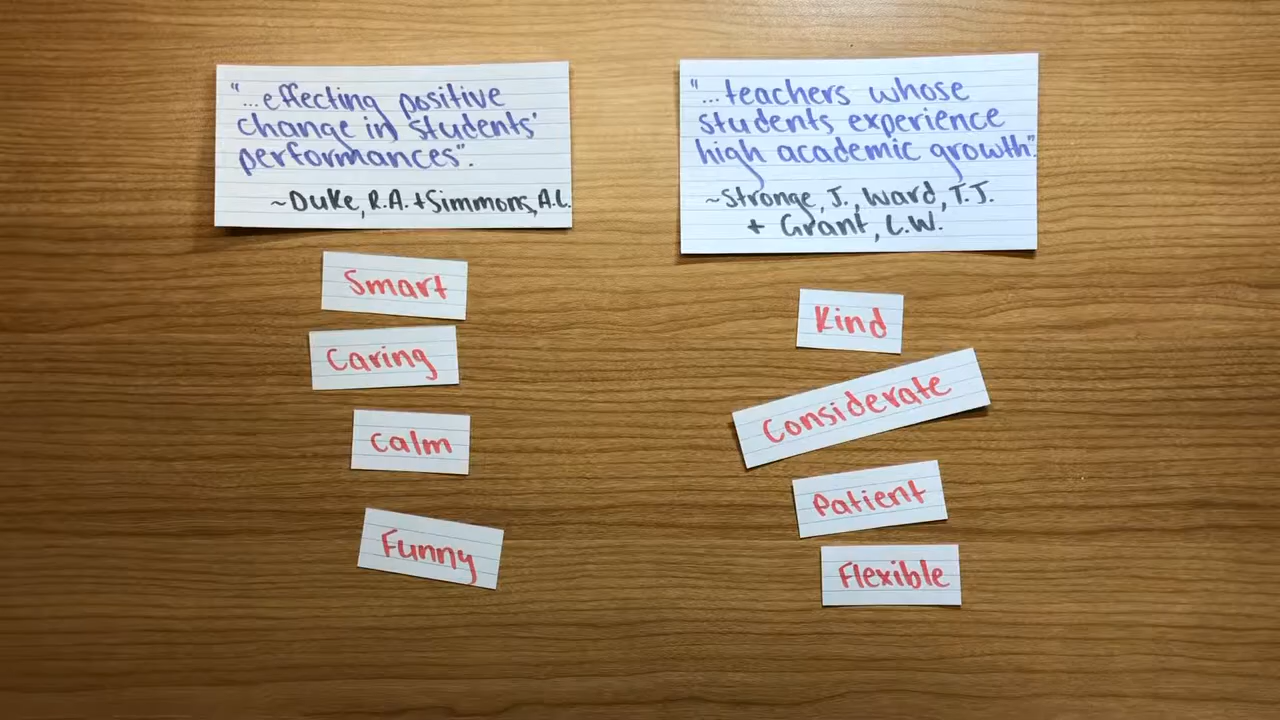 "...effecting positive
change in students'
performances".
~Duke, R.A. + Simmons, A.L.
Smart
Caring
Calm
Funny
"...teachers whose
students experience
high academic growth".
~Stronge, J., Ward, T.J.
+ Grant, L.W.
Kind
Considerate
Patient
Flexible